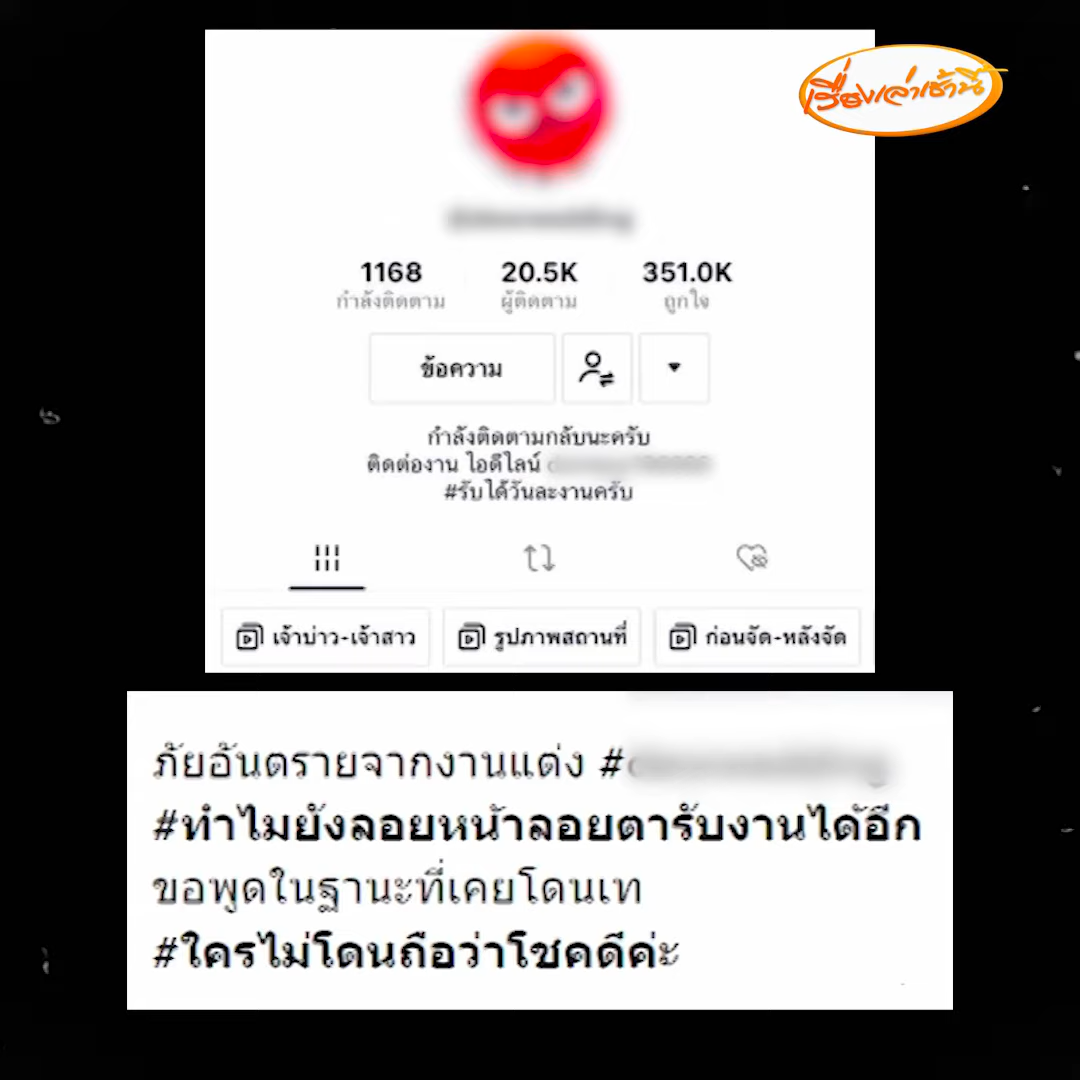 เรื่องเล่าเช้านี้
1168 20.5K 351.0K
กำลังติดตาม ผู้ติดตาม ถูกใจ
ข้อความ
กำลังติดตามกลับนะครับ
ติดต่องาน ไอดีไลน์
#รับได้วันละงานครับ
เจ้าบ่าว-เจ้าสาว รูปภาพสถานที่ ก่อนจัด-หลังจัด
ภัยอันตรายจากงานแต่ง #
#ทำไมยังลอยหน้าลอยตารับงานได้อีก
ขอพูดในฐานะที่เคยโดนเท
#ใครไม่โดนถือว่าโชคดีค่ะ